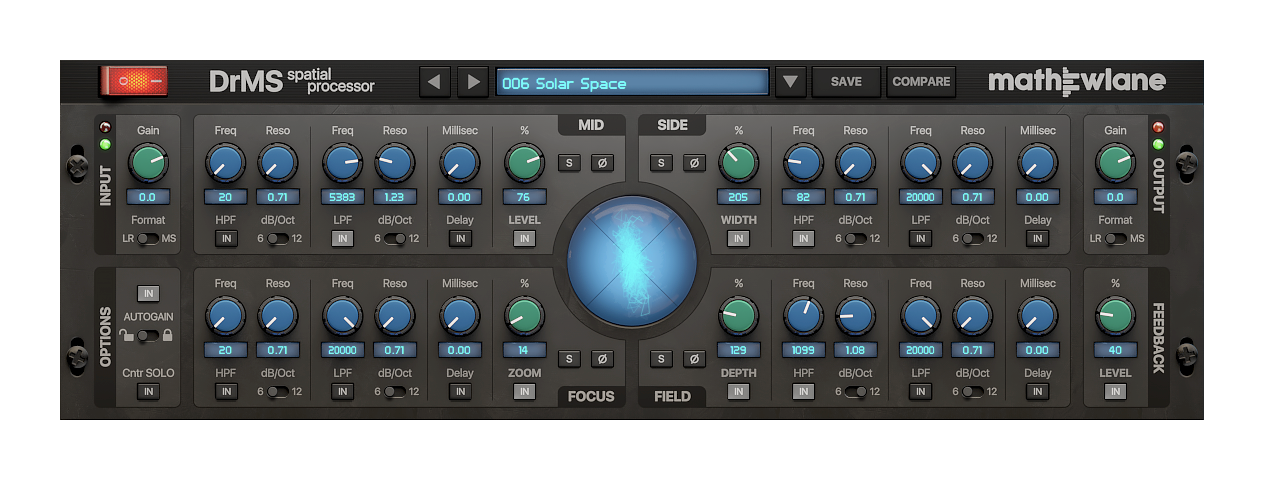 O I
DrMS spatial processor
006 Solar Space
SAVE
COMPARE
mathewlane
INPUT
Gain
0.0
Format
LR MS
MID
Freq Reso Freq Reso Millisec %
S Ø
20 0.71 5383 1.23 0.00 76
HPF dB/Oct LPF dB/Oct Delay LEVEL
IN 6 12 IN 6 12 IN IN
SIDE
% Freq Reso Freq Reso Millisec
S Ø
205 82 0.71 20000 0.71 0.00
WIDTH HPF dB/Oct LPF dB/Oct Delay
IN IN 6 12 IN 6 12 IN
OUTPUT
Gain
0.0
Format
LR MS
OPTIONS
IN
AUTOGAIN
Cntr SOLO
IN
Freq Reso Freq Reso Millisec %
20 0.71 20000 0.71 0.00 14
S Ø
HPF dB/Oct LPF dB/Oct Delay ZOOM
IN 6 12 IN 6 12 IN IN
FOCUS
% Freq Reso Freq Reso Millisec
129 1099 1.08 20000 0.71 0.00
S Ø
DEPTH HPF dB/Oct LPF dB/Oct Delay
IN IN 6 12 IN 6 12 IN
FIELD
FEEDBACK
%
40
LEVEL
IN